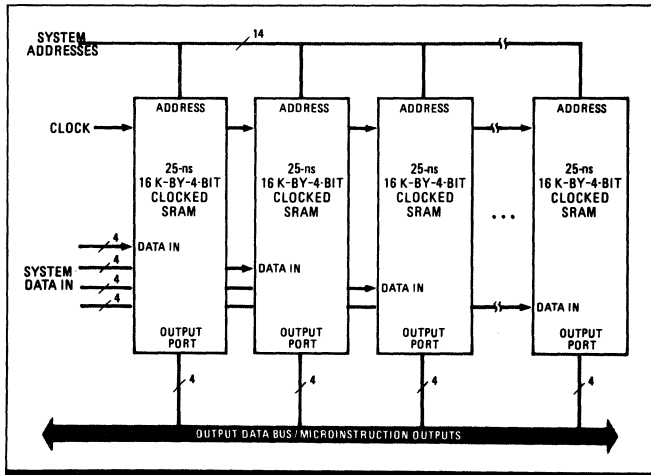 SYSTEM
ADDRESSES
14
ADDRESS
ADDRESS
ADDRESS
ADDRESS
CLOCK
25-ns
16 K-BY-4-BIT
CLOCKED
SRAM
25-ns
16 K-BY-4-BIT
CLOCKED
SRAM
25-ns
16 K-BY-4-BIT
CLOCKED
SRAM
25-ns
16 K-BY-4-BIT
CLOCKED
SRAM
...
SYSTEM
DATA IN
4
4
4
4
DATA IN
DATA IN
DATA IN
DATA IN
OUTPUT
PORT
OUTPUT
PORT
OUTPUT
PORT
OUTPUT
PORT
4
4
4
4
OUTPUT DATA BUS / MICROINSTRUCTION OUTPUTS